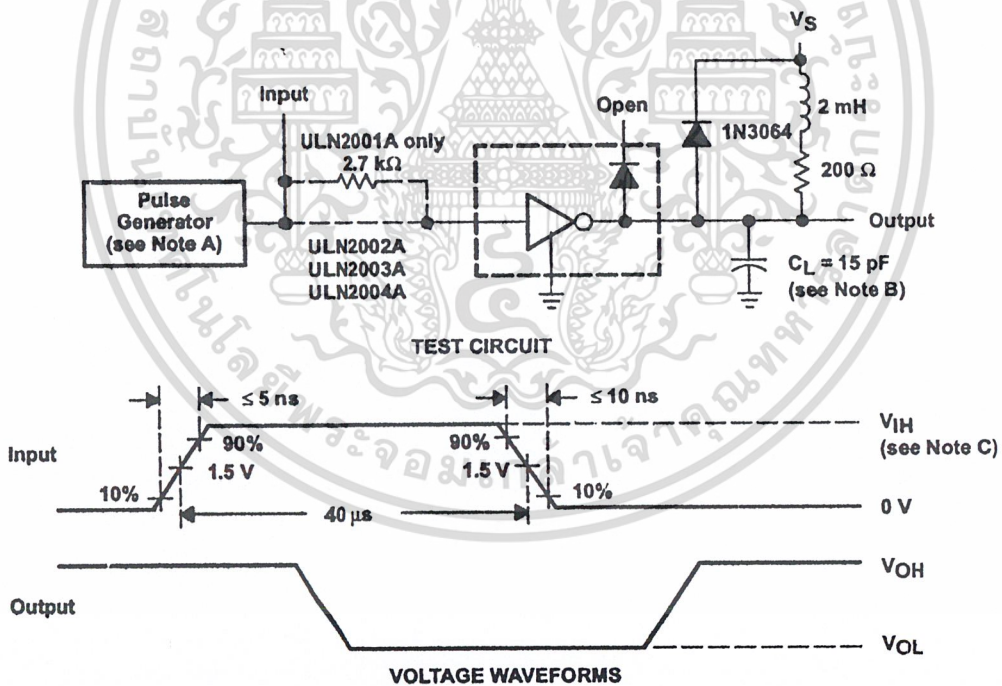 VS
Input
Open
2 mH
ULN2001A only
1N3064
2.7 kΩ
200 Ω
Pulse
Generator
(see Note A)
Output
ULN2002A
ULN2003A
ULN2004A
CL = 15 pF
(see Note B)
TEST CIRCUIT
≤ 5 ns
≤ 10 ns
VIH
(see Note C)
Input
90%
90%
1.5 V
1.5 V
10%
10%
40 μs
0 V
VOH
Output
VOL
VOLTAGE WAVEFORMS